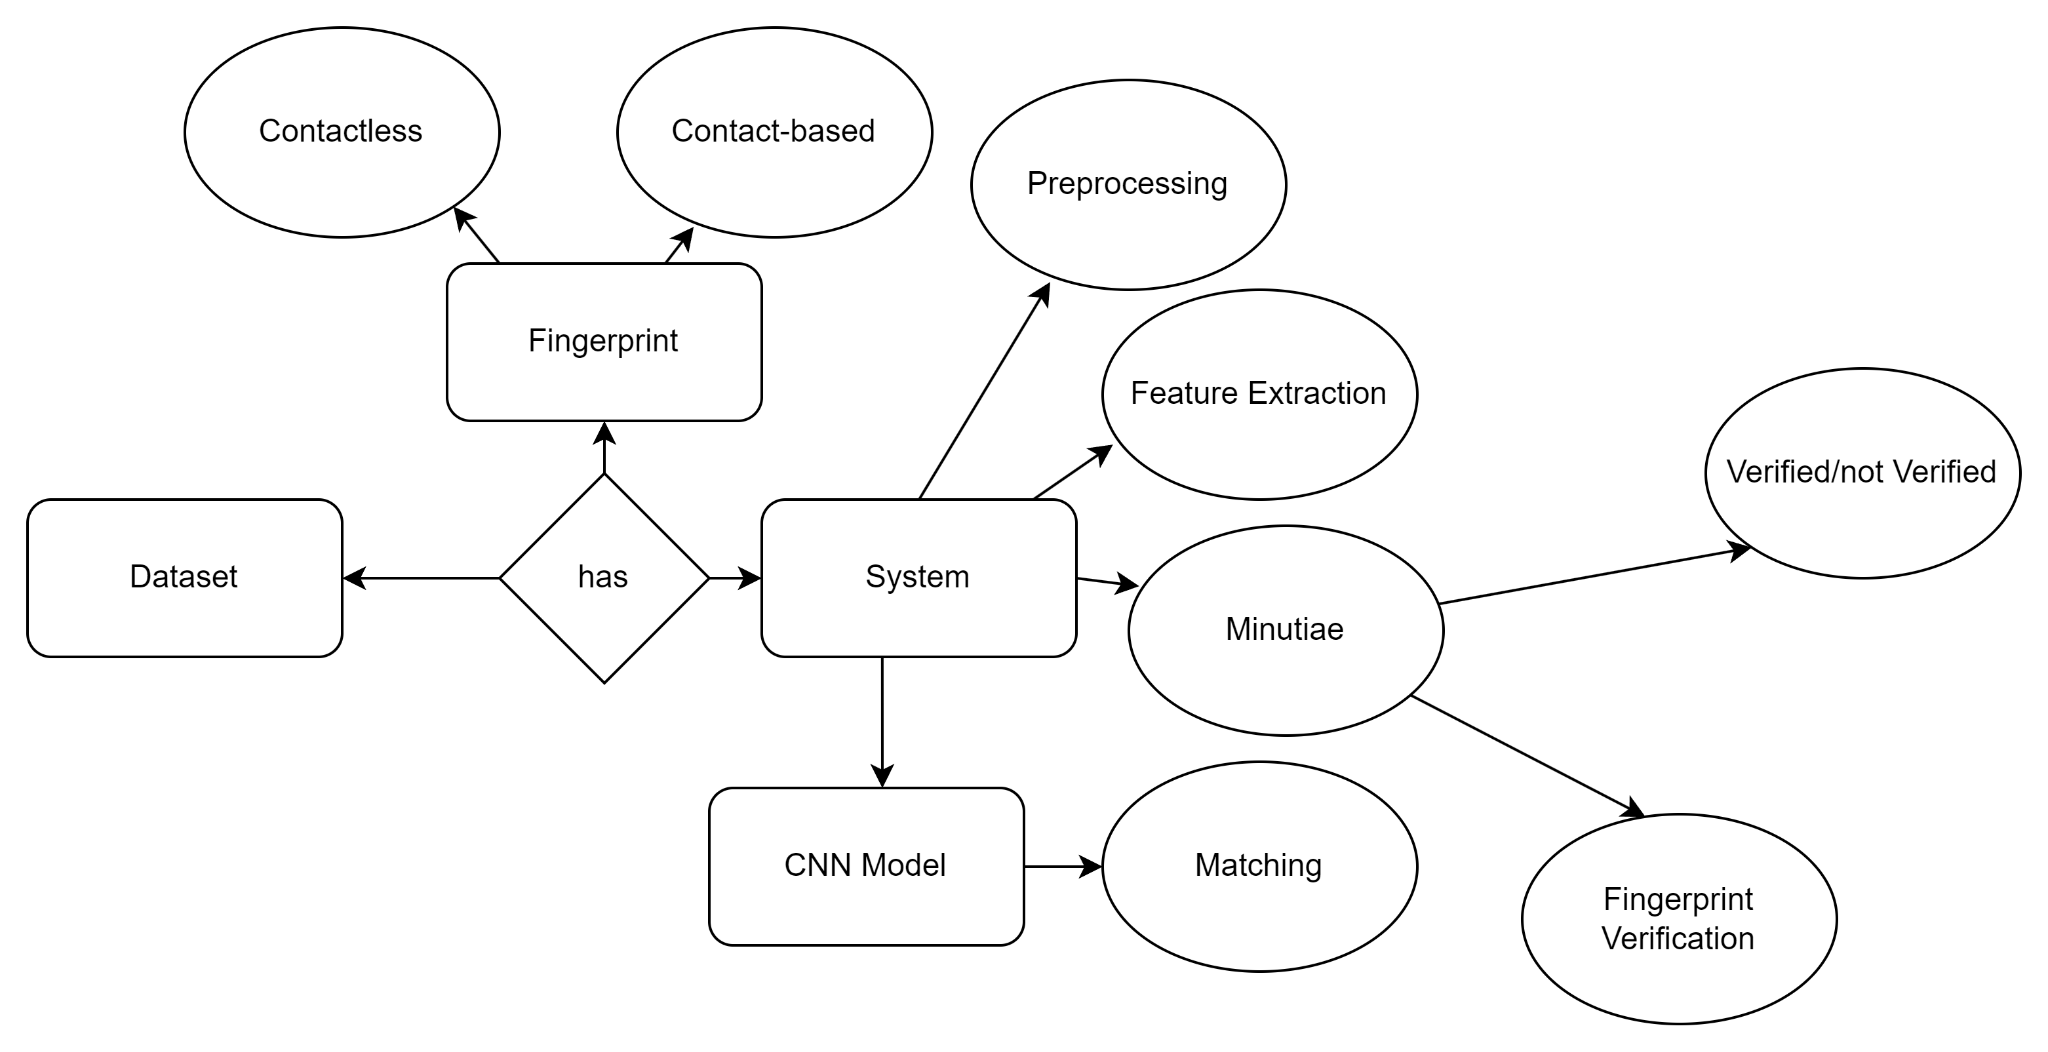 Contactless
Contact-based
Preprocessing
Fingerprint
Feature Extraction
Verified/not Verified
Dataset
has
System
Minutiae
CNN Model
Matching
Fingerprint
Verification